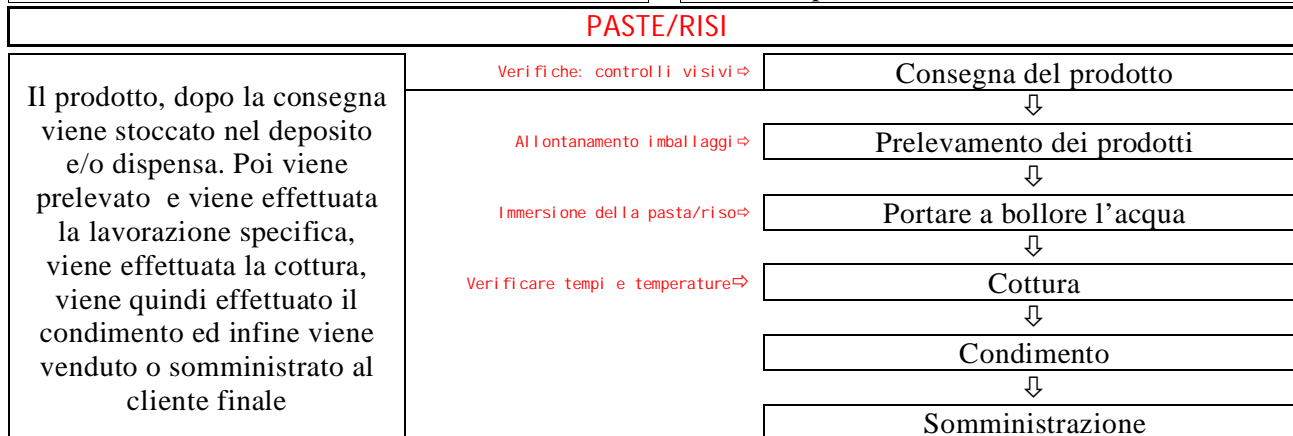 PASTE/RISI
Il prodotto, dopo la consegna
viene stoccato nel deposito
e/o dispensa. Poi viene
prelevato e viene effettuata
la lavorazione specifica,
viene effettuata la cottura,
viene quindi effettuato il
condimento ed infine viene
venduto o somministrato al
cliente finale
Verifiche: controlli visivi⇨
Consegna del prodotto
⇩
Allontanamento imballaggi⇨
Prelevamento dei prodotti
⇩
Immersione della pasta/riso⇨
Portare a bollore l’acqua
⇩
Verificare tempi e temperature⇨
Cottura
⇩
Condimento
⇩
Somministrazione